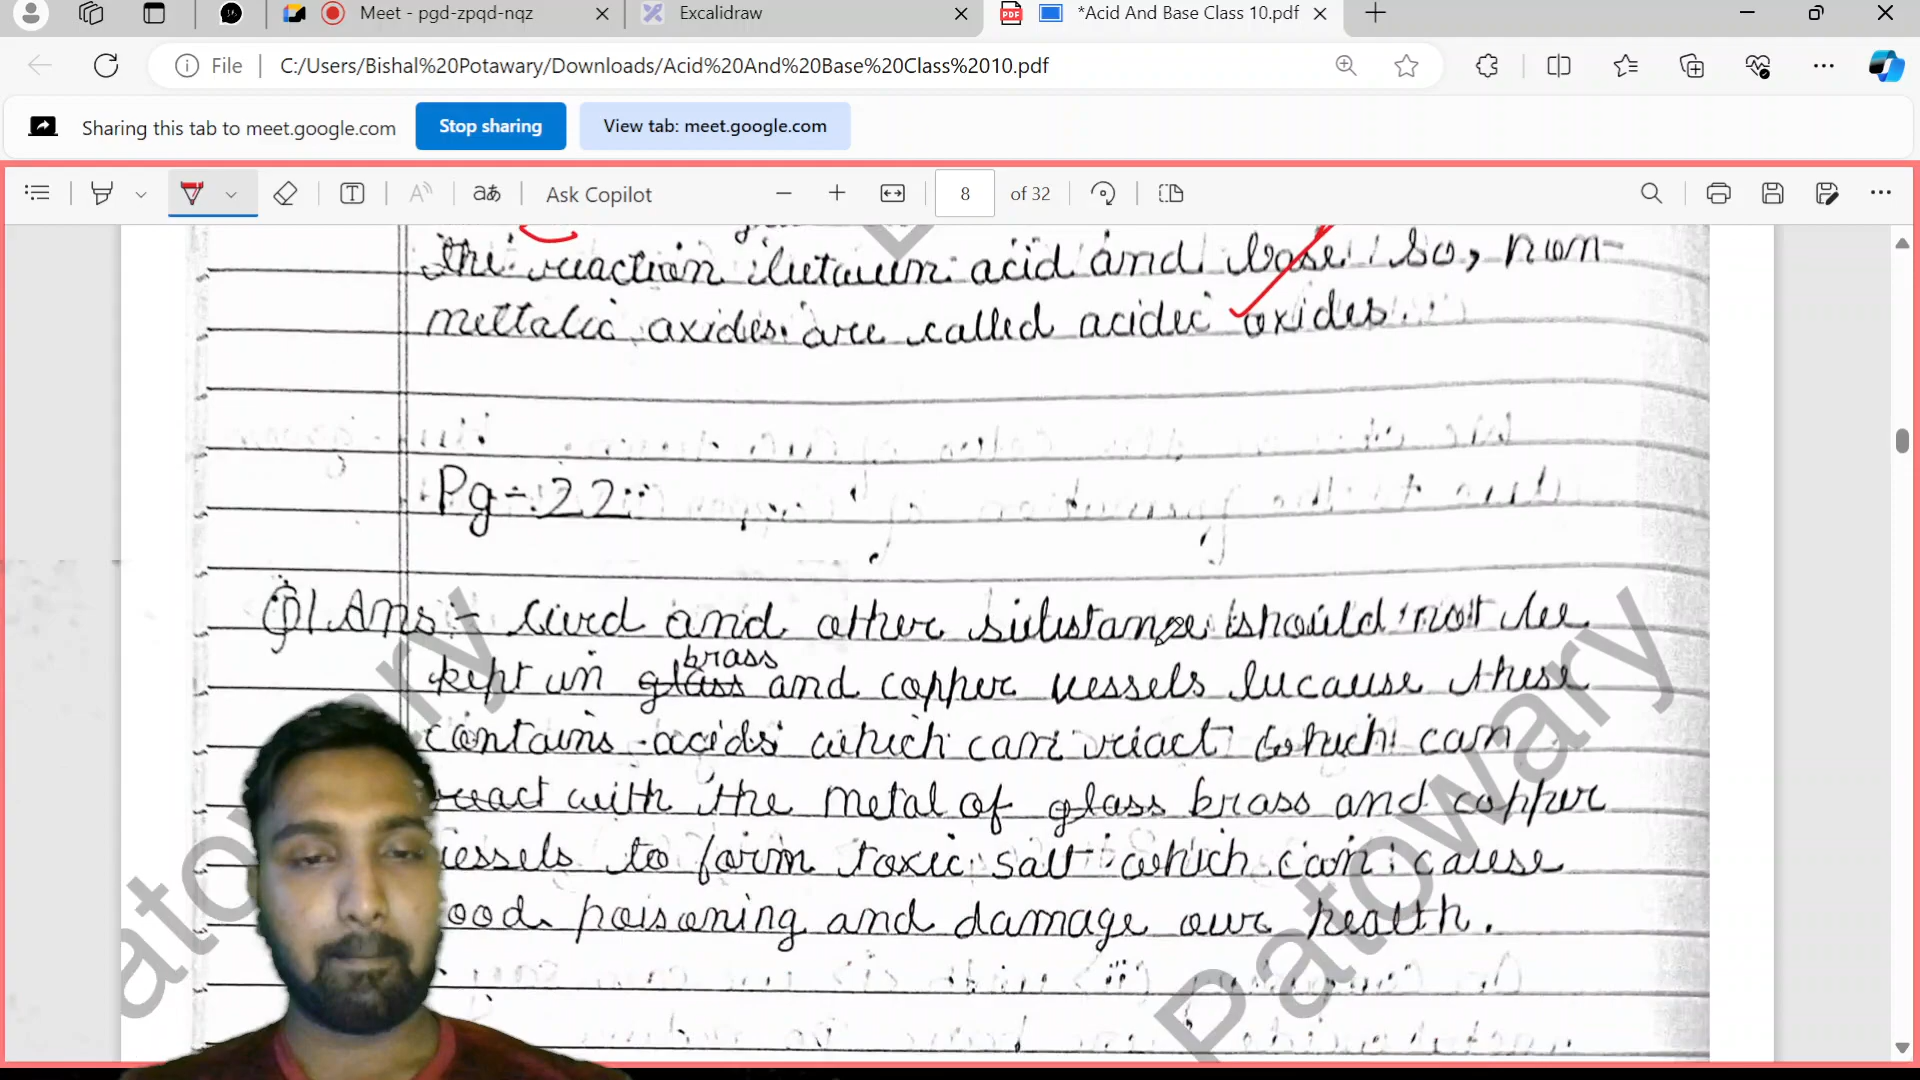 Meet - pgd-zpqd-nqz
Excalidraw
*Acid And Base Class 10.pdf
File
C:/Users/Bishal%20Potawary/Downloads/Acid%20And%20Base%20Class%2010.pdf
Sharing this tab to meet.google.com
Stop sharing
View tab: meet.google.com
Ask Copilot
8 of 32
the reaction between acid and base. So, non-
mettalic oxides are called acidic oxides.
Pg - 22
Q1 Ans - Curd and other substance should not be
kept in glass brass and copper vessels because these
contains acids which can react which can
react with the metal of glass brass and copper
vessels to form toxic salt which can cause
food poisoning and damage our health.
Patowary
Patowary